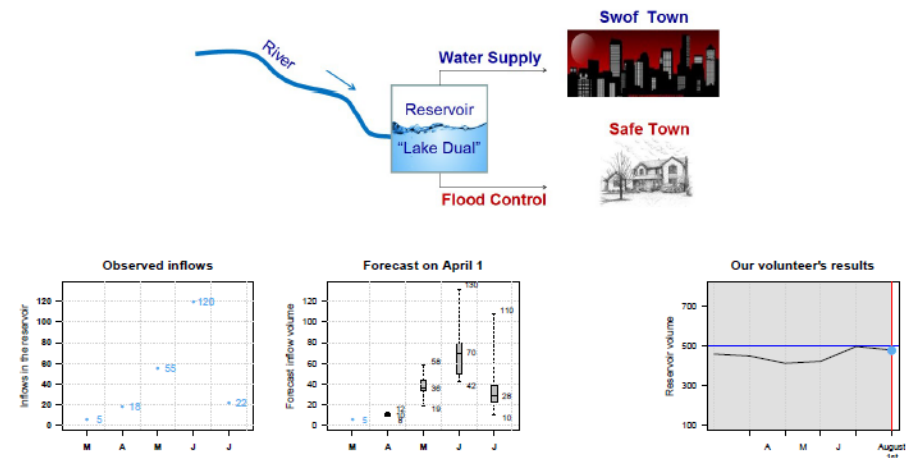 Swof Town
River
Water Supply
Reservoir
"Lake Dual"
Safe Town
Flood Control
Observed inflows
Inflows in the reservoir
120
100
80
60
40
20
0
5
18
55
120
22
M A M J J
Forecast on April 1
Forecast inflow volume
120
100
80
60
40
20
0
5
12
8
58
36
19
130
70
42
110
28
10
M A M J J
Our volunteer's results
Reservoir volume
700
500
300
100
A M J August
1st